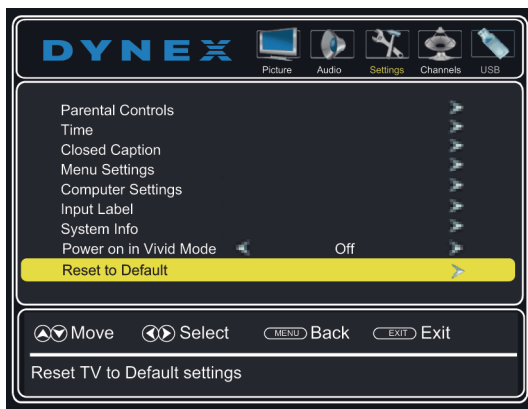 DYNEX
Picture Audio Settings Channels USB
Parental Controls
Time
Closed Caption
Menu Settings
Computer Settings
Input Label
System Info
Power on in Vivid Mode Off
Reset to Default
Move Select MENU Back EXIT Exit
Reset TV to Default settings